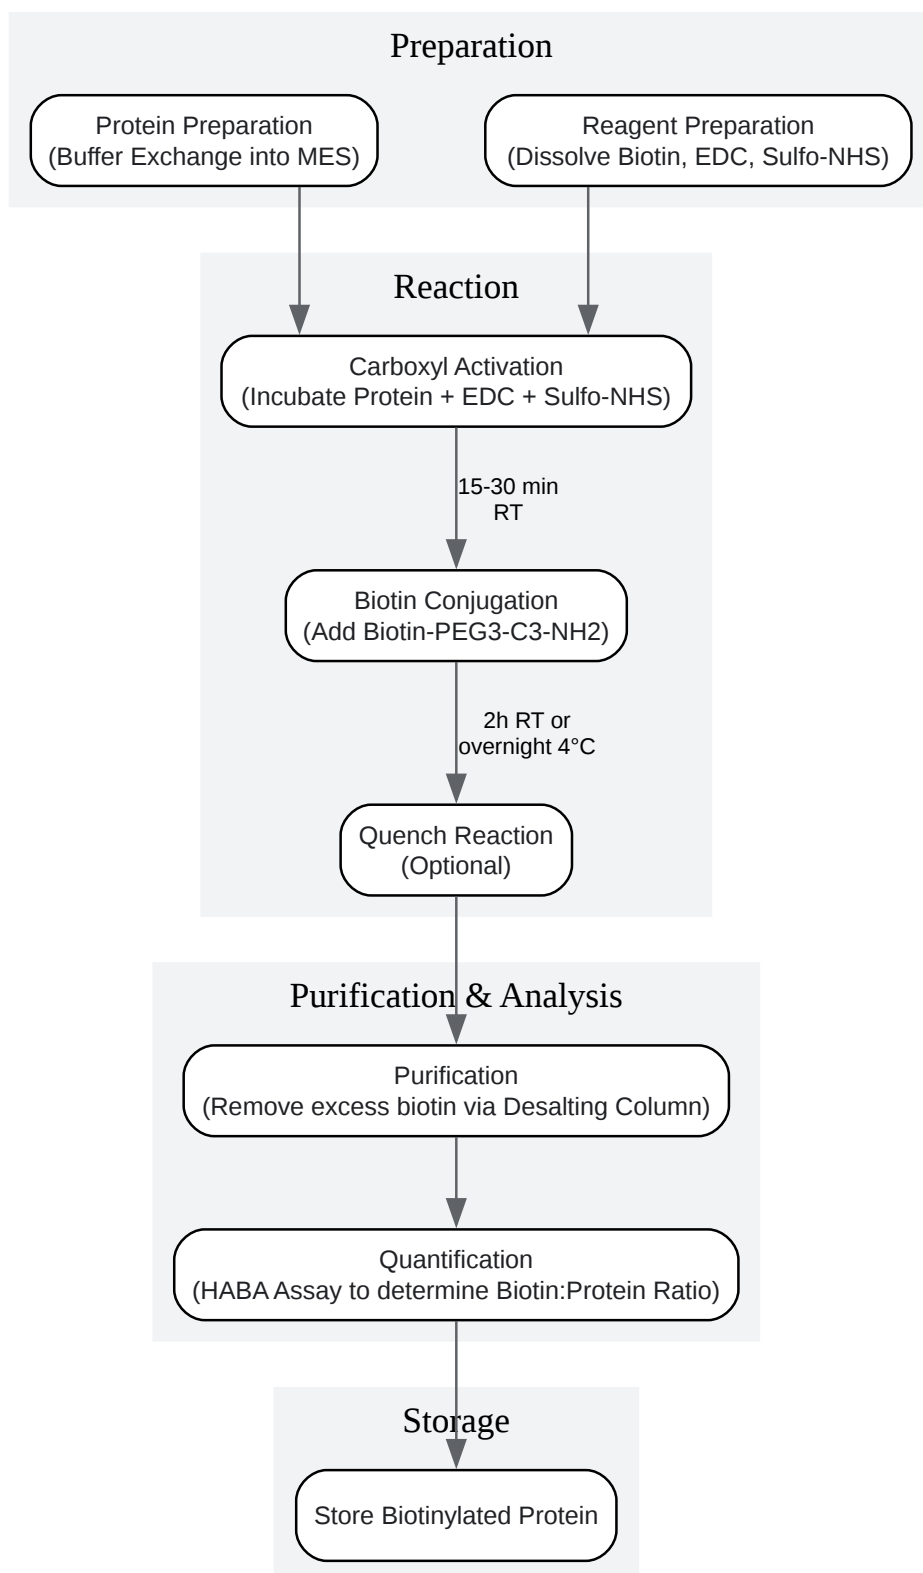 Preparation
Protein Preparation
(Buffer Exchange into MES)
Reagent Preparation
(Dissolve Biotin, EDC, Sulfo-NHS)
Reaction
Carboxyl Activation
(Incubate Protein + EDC + Sulfo-NHS)
15-30 min
RT
Biotin Conjugation
(Add Biotin-PEG3-C3-NH2)
2h RT or
overnight 4°C
Quench Reaction
(Optional)
Purification & Analysis
Purification
(Remove excess biotin via Desalting Column)
Quantification
(HABA Assay to determine Biotin:Protein Ratio)
Storage
Store Biotinylated Protein